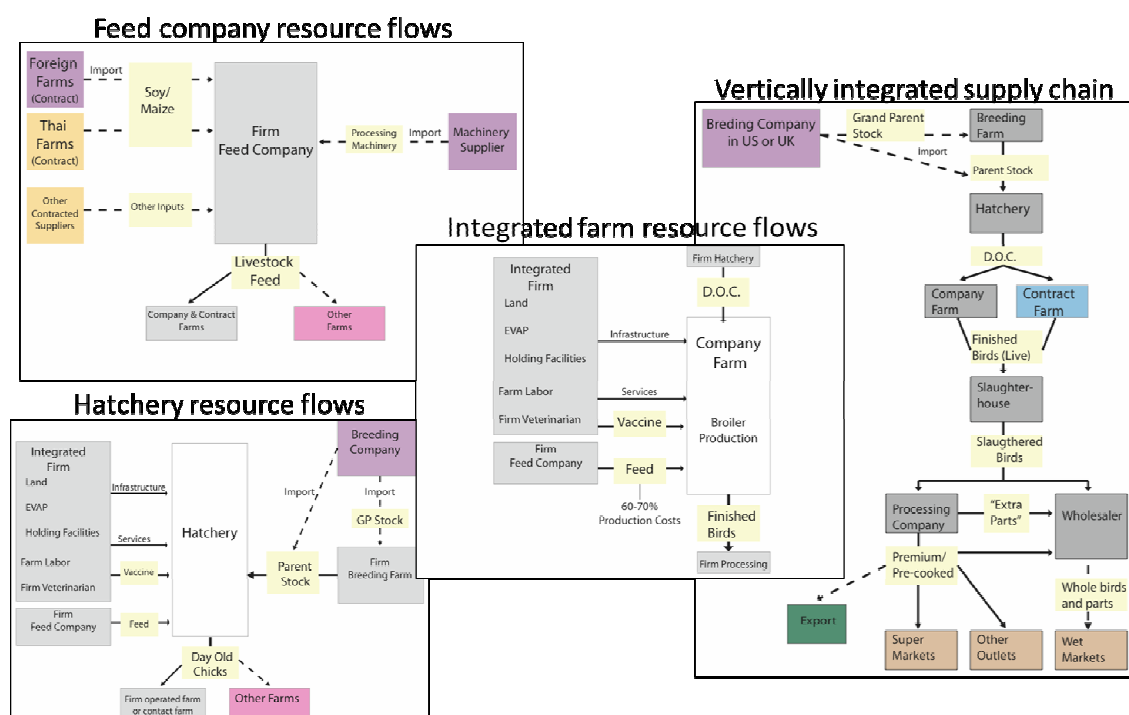 Feed company resource flows
Foreign
Farms
(Contract)
Import
Soy/
Maize
Thai
Farms
(Contract)
Firm
Feed Company
Processing
Machinery
Import
Machinery
Supplier
Other
Contracted
Suppliers
Other Inputs
Livestock
Feed
Company & Contract
Farms
Other
Farms
Vertically integrated supply chain
Breding Company
in US or UK
Grand Parent
Stock
Import
Breeding
Farm
Parent Stock
Hatchery
D.O.C.
Company
Farm
Contract
Farm
Finished
Birds (Live)
Slaughter-
house
Slaugthered
Birds
Processing
Company
"Extra
Parts"
Wholesaler
Premium/
Pre-cooked
Whole birds
and parts
Export
Super
Markets
Other
Outlets
Wet
Markets
Integrated farm resource flows
Integrated
Firm
Land
EVAP
Holding Facilities
Farm Labor
Firm Veterinarian
Firm
Feed Company
Firm Hatchery
D.O.C.
Infrastructure
Services
Vaccine
Feed
60-70%
Production Costs
Company
Farm
Broiler
Production
Finished
Birds
Firm Processing
Hatchery resource flows
Integrated
Firm
Land
EVAP
Holding Facilities
Farm Labor
Firm Veterinarian
Firm
Feed Company
Infrastructure
Services
Vaccine
Feed
Hatchery
Breeding
Company
Import
Import
GP Stock
Parent
Stock
Firm
Breeding Farm
Day Old
Chicks
Firm operated farm
or contact farm
Other Farms